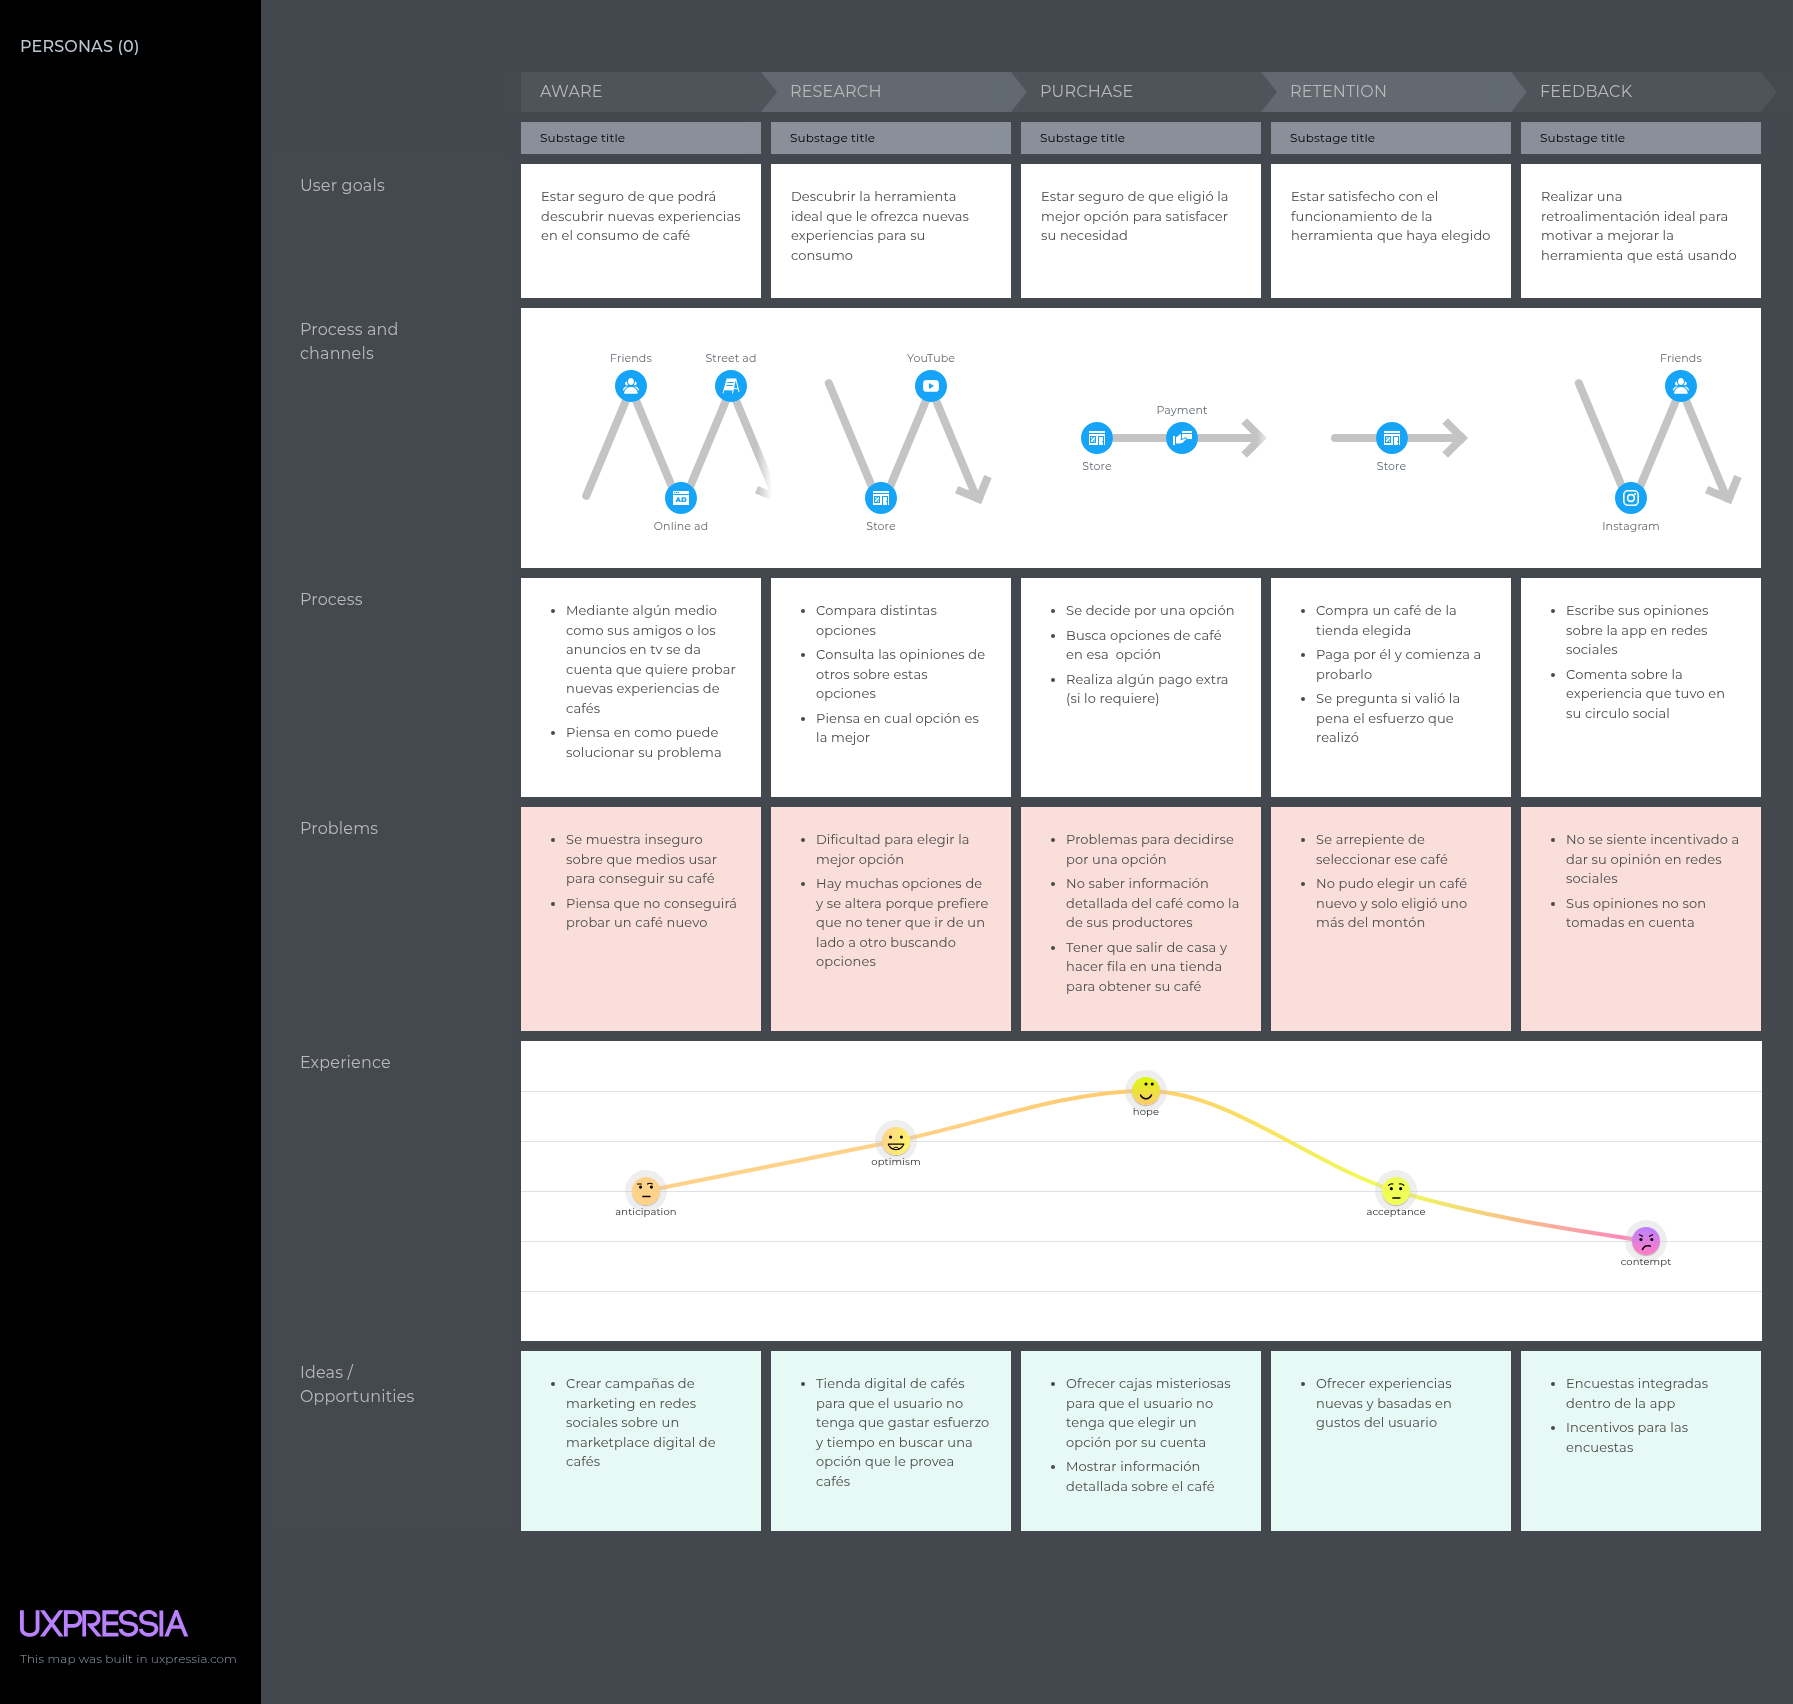 PERSONAS (0)
AWARE
RESEARCH
PURCHASE
RETENTION
FEEDBACK
Substage title
Substage title
Substage title
Substage title
Substage title
User goals
Estar seguro de que podrá
descubrir nuevas experiencias
en el consumo de café
Descubrir la herramienta
ideal que le ofrezca nuevas
experiencias para su
consumo
Estar seguro de que eligió la
mejor opción para satisfacer
su necesidad
Estar satisfecho con el
funcionamiento de la
herramienta que haya elegido
Realizar una
retroalimentación ideal para
motivar a mejorar la
herramienta que está usando
Process and
channels
Friends
Street ad
Online ad
AD
YouTube
Store
Store
Payment
Store
Friends
Instagram
Process
• Mediante algún medio
como sus amigos o los
anuncios en tv se da
cuenta que quiere probar
nuevas experiencias de
cafés
• Piensa en como puede
solucionar su problema
• Compara distintas
opciones
• Consulta las opiniones de
otros sobre estas
opciones
• Piensa en cual opción es
la mejor
• Se decide por una opción
• Busca opciones de café
en esa  opción
• Realiza algún pago extra
(si lo requiere)
• Compra un café de la
tienda elegida
• Paga por él y comienza a
probarlo
• Se pregunta si valió la
pena el esfuerzo que
realizó
• Escribe sus opiniones
sobre la app en redes
sociales
• Comenta sobre la
experiencia que tuvo en
su circulo social
Problems
• Se muestra inseguro
sobre que medios usar
para conseguir su café
• Piensa que no conseguirá
probar un café nuevo
• Dificultad para elegir la
mejor opción
• Hay muchas opciones de
y se altera porque prefiere
que no tener que ir de un
lado a otro buscando
opciones
• Problemas para decidirse
por una opción
• No saber información
detallada del café como la
de sus productores
• Tener que salir de casa y
hacer fila en una tienda
para obtener su café
• Se arrepiente de
seleccionar ese café
• No pudo elegir un café
nuevo y solo eligió uno
más del montón
• No se siente incentivado a
dar su opinión en redes
sociales
• Sus opiniones no son
tomadas en cuenta
Experience
anticipation
optimism
hope
acceptance
contempt
Ideas /
Opportunities
• Crear campañas de
marketing en redes
sociales sobre un
marketplace digital de
cafés
• Tienda digital de cafés
para que el usuario no
tenga que gastar esfuerzo
y tiempo en buscar una
opción que le provea
cafés
• Ofrecer cajas misteriosas
para que el usuario no
tenga que elegir un
opción por su cuenta
• Mostrar información
detallada sobre el café
• Ofrecer experiencias
nuevas y basadas en
gustos del usuario
• Encuestas integradas
dentro de la app
• Incentivos para las
encuestas
UXPRESSIA
This map was built in uxpressia.com